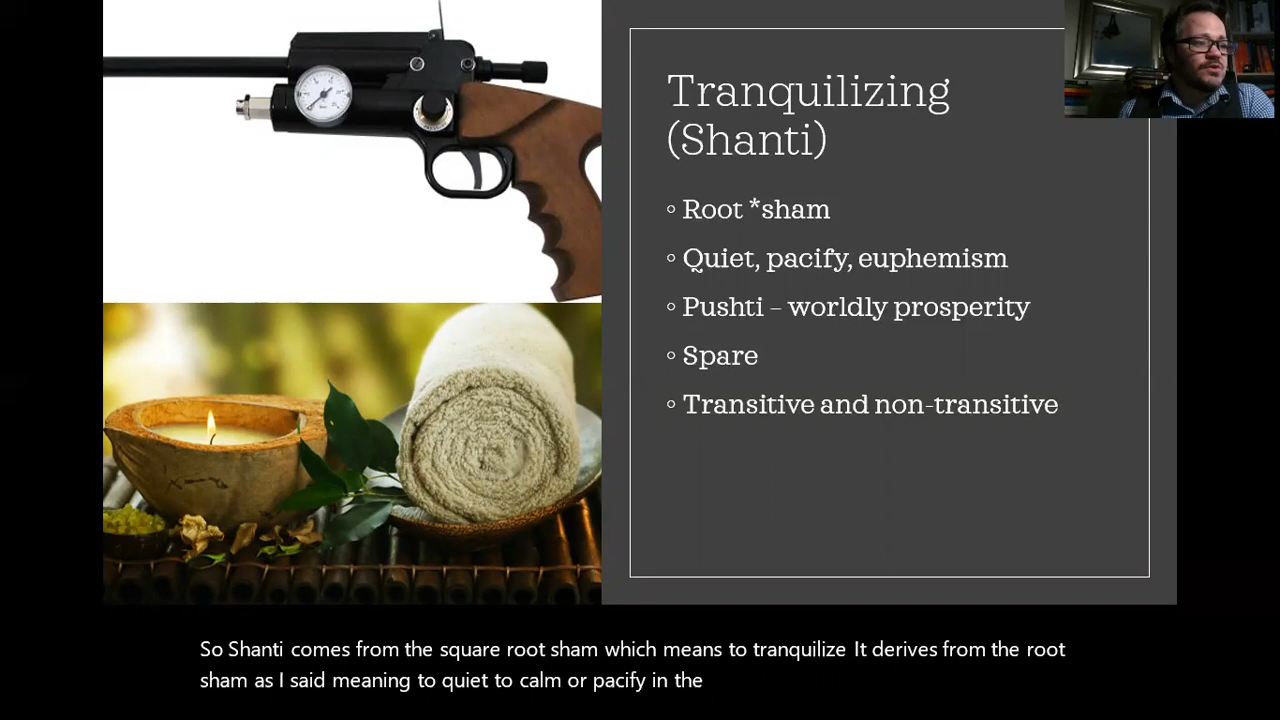 Tranquilizing
(Shanti)
◦ Root *sham
◦ Quiet, pacify, euphemism
◦ Pushti – worldly prosperity
◦ Spare
◦ Transitive and non-transitive
So Shanti comes from the square root sham which means to tranquilize It derives from the root
sham as I said meaning to quiet to calm or pacify in the